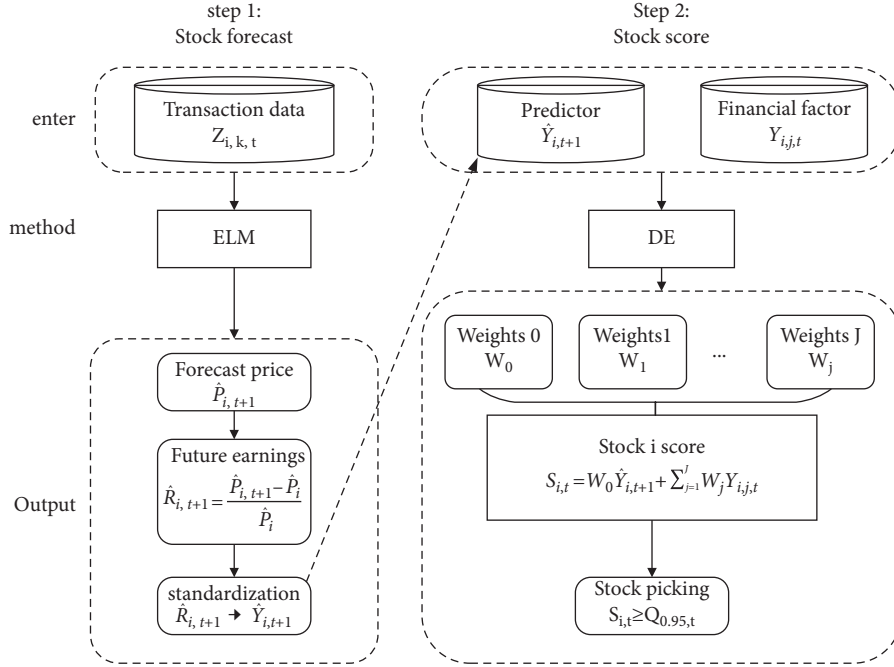 step 1:
Stock forecast
Step 2:
Stock score
enter
Transaction data
Z_{i, k, t}
Predictor
Ŷ_{i,t+1}
Financial factor
Y_{i,j,t}
method
ELM
DE
Output
Forecast price
P̂_{i, t+1}
Future earnings
R̂_{i, t+1} = (P̂_{i, t+1} – P̂_i) / P̂_i
standardization
R̂_{i, t+1} → Ŷ_{i,t+1}
Weights 0
W_0
Weights1
W_1
...
Weights J
W_j
Stock i score
S_{i,t} = W_0 Ŷ_{i,t+1} + ∑_{j=1}^{J} W_j Y_{i,j,t}
Stock picking
S_{i,t} ≥ Q_{0.95,t}